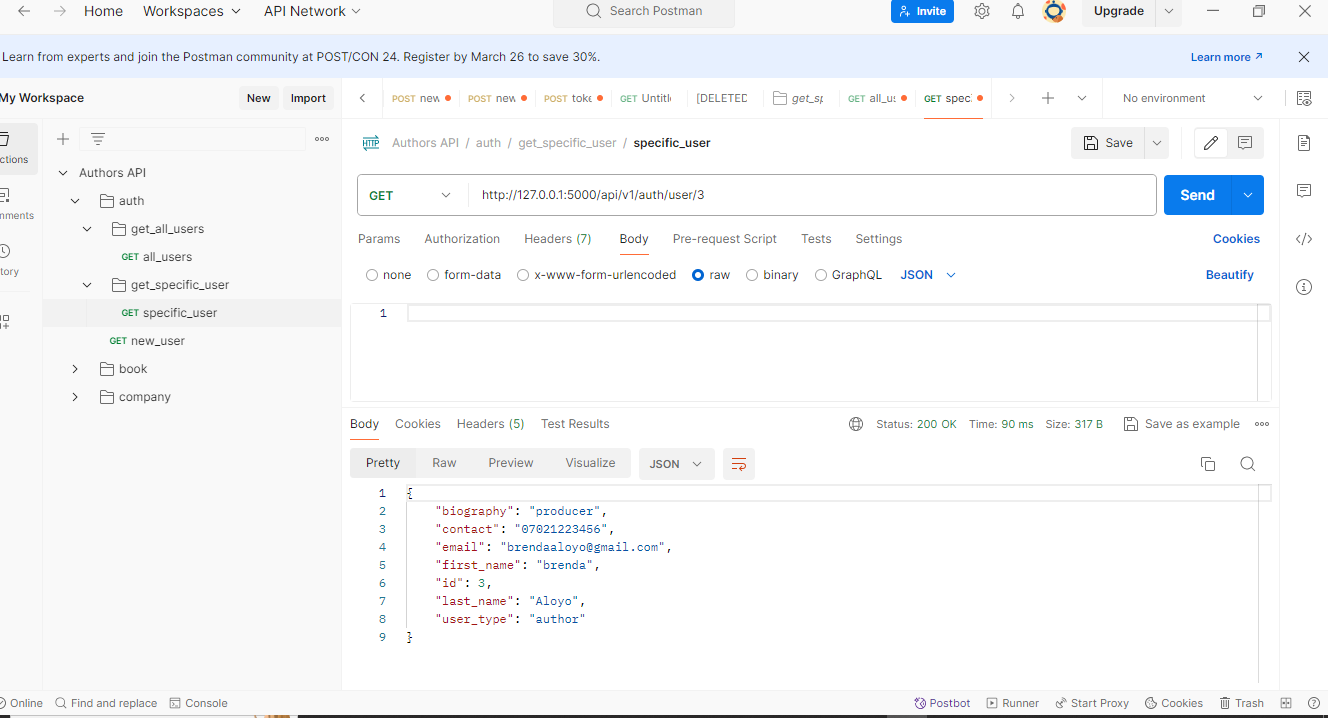 Home Workspaces API Network Search Postman Invite Upgrade
Learn from experts and join the Postman community at POST/CON 24. Register by March 26 to save 30%. Learn more
My Workspace New Import POST new POST new POST toke GET Untitl [DELETED get_sp GET all_us GET spec No environment
HTTP Authors API / auth / get_specific_user / specific_user Save
ctions
Authors API
GET http://127.0.0.1:5000/api/v1/auth/user/3 Send
auth
nments
get_all_users
Params Authorization Headers (7) Body Pre-request Script Tests Settings Cookies
GET all_users
tory
none form-data x-www-form-urlencoded raw binary GraphQL JSON Beautify
get_specific_user
GET specific_user
1
GET new_user
book
company
Body Cookies Headers (5) Test Results Status: 200 OK Time: 90 ms Size: 317 B Save as example
Pretty Raw Preview Visualize JSON
1 {
2 "biography": "producer",
3 "contact": "07021223456",
4 "email": "brendaaloyo@gmail.com",
5 "first_name": "brenda",
6 "id": 3,
7 "last_name": "Aloyo",
8 "user_type": "author"
9 }
Online Find and replace Console Postbot Runner Start Proxy Cookies Trash